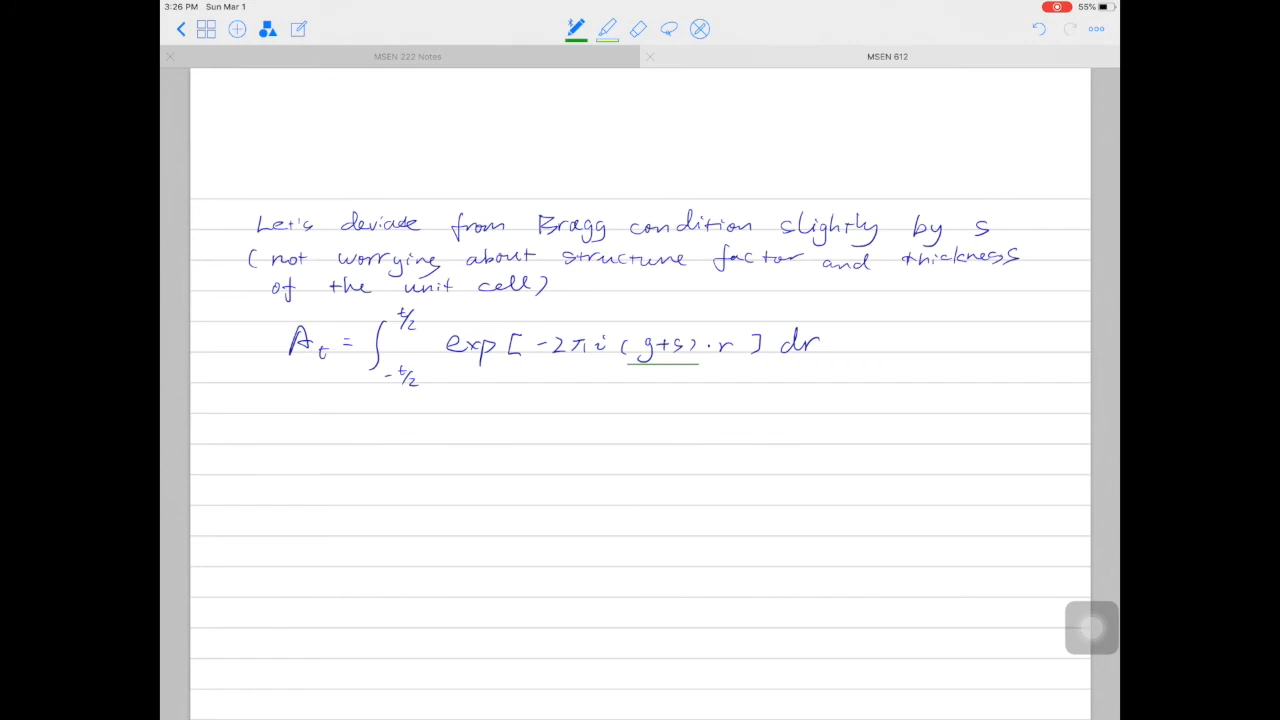 3:26 PM Sun Mar 1
55%
MSEN 222 Notes
MSEN 612
Let's deviate from Bragg condition slightly by s
(not worrying about structure factor and thickness
of the unit cell)
A_t = ∫_{-t/2}^{t/2} exp[-2πi(g+s)·r] dr